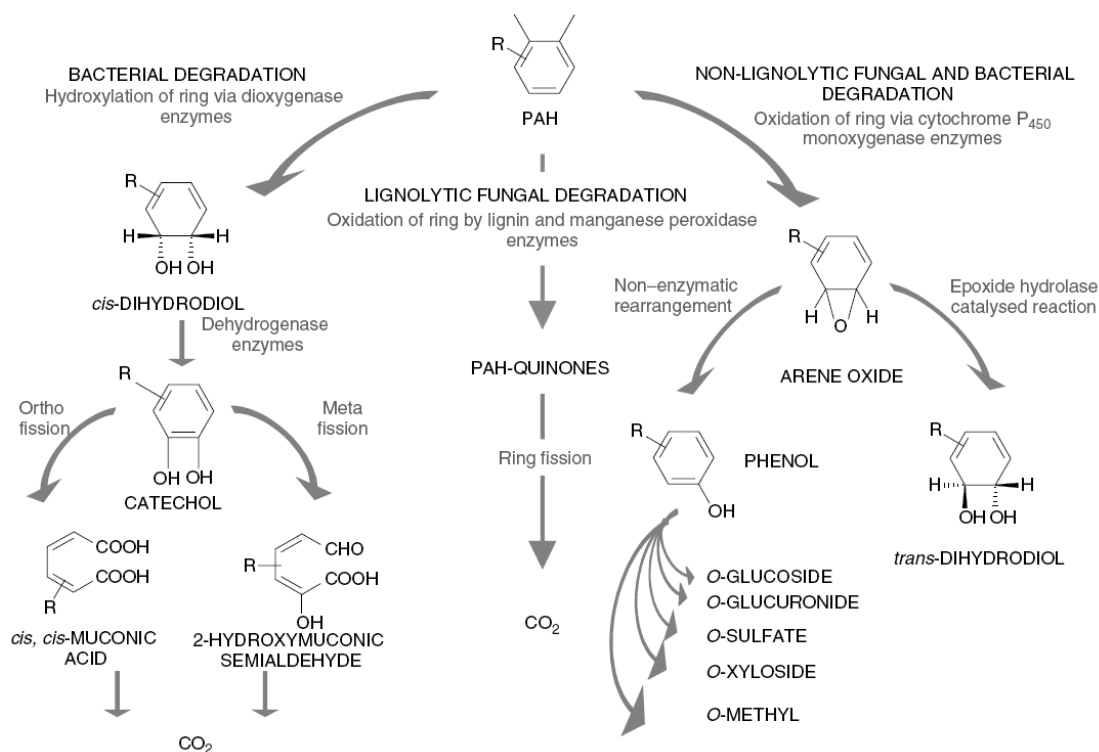 R
PAH
BACTERIAL DEGRADATION
Hydroxylation of ring via dioxygenase
enzymes
NON-LIGNOLYTIC FUNGAL AND BACTERIAL
DEGRADATION
Oxidation of ring via cytochrome P450
monoxygenase enzymes
LIGNOLYTIC FUNGAL DEGRADATION
Oxidation of ring by lignin and manganese peroxidase
enzymes
R
H H
OH OH
cis-DIHYDRODIOL
Dehydrogenase
enzymes
R
OH OH
CATECHOL
Ortho
fission
Meta
fission
COOH
COOH
R
cis, cis-MUCONIC
ACID
CHO
R
COOH
OH
2-HYDROXYMUCONIC
SEMIALDEHYDE
CO2
PAH-QUINONES
Ring fission
CO2
R
H H
O
ARENE OXIDE
Non–enzymatic
rearrangement
Epoxide hydrolase
catalysed reaction
R
OH
PHENOL
O-GLUCOSIDE
O-GLUCURONIDE
O-SULFATE
O-XYLOSIDE
O-METHYL
R
H H
OH OH
trans-DIHYDRODIOL